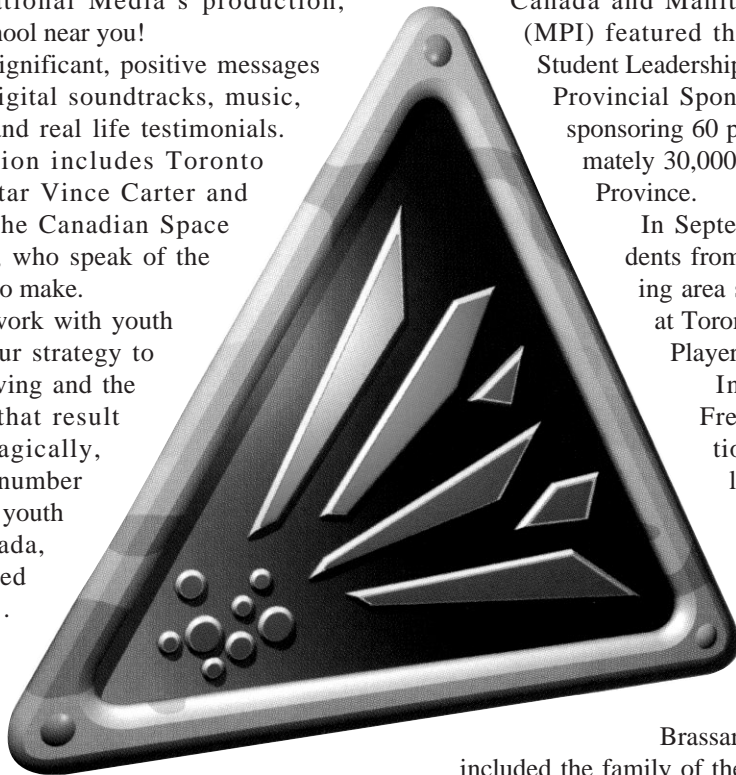 ational Media's production,
hool near you!
ignificant, positive messages
igital soundtracks, music,
nd real life testimonials.
ion includes Toronto
tar Vince Carter and
he Canadian Space
, who speak of the
o make.
work with youth
ur strategy to
ving and the
that result
agically,
number
youth
ada,
ed
.
Canada and Manit
(MPI) featured th
Student Leadership
Provincial Spon
sponsoring 60 p
mately 30,000
Province.
In Septe
dents from
ing area s
at Toron
Player
In
Fre
tio
l
Brassar
included the family of the